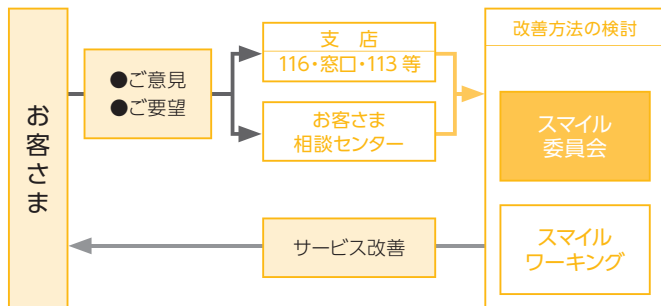 お客さま
●ご意見
●ご要望
支 店
116・窓口・113 等
お客さま
相談センター
改善方法の検討
スマイル
委員会
スマイル
ワーキング
サービス改善